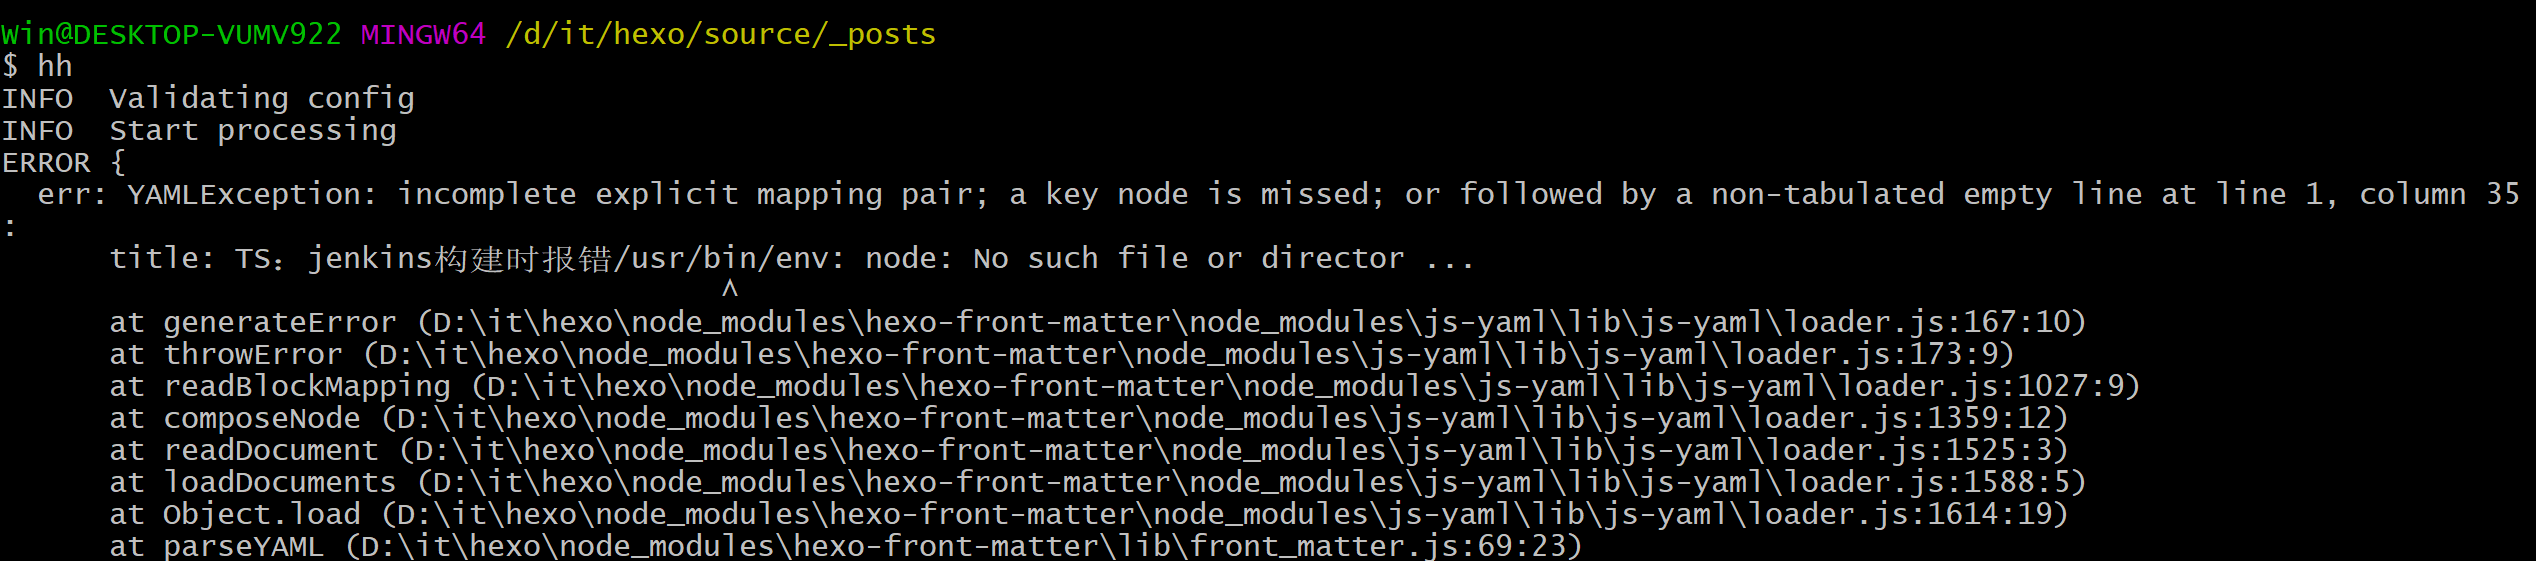 Win@DESKTOP-VUMV922 MINGW64 /d/it/hexo/source/_posts
$ hh
INFO  Validating config
INFO  Start processing
ERROR {
  err: YAMLException: incomplete explicit mapping pair; a key node is missed; or followed by a non-tabulated empty line at line 1, column 35
:
      title: TS：jenkins构建时报错/usr/bin/env: node: No such file or director ...
                                        ^
      at generateError (D:\it\hexo\node_modules\hexo-front-matter\node_modules\js-yaml\lib\js-yaml\loader.js:167:10)
      at throwError (D:\it\hexo\node_modules\hexo-front-matter\node_modules\js-yaml\lib\js-yaml\loader.js:173:9)
      at readBlockMapping (D:\it\hexo\node_modules\hexo-front-matter\node_modules\js-yaml\lib\js-yaml\loader.js:1027:9)
      at composeNode (D:\it\hexo\node_modules\hexo-front-matter\node_modules\js-yaml\lib\js-yaml\loader.js:1359:12)
      at readDocument (D:\it\hexo\node_modules\hexo-front-matter\node_modules\js-yaml\lib\js-yaml\loader.js:1525:3)
      at loadDocuments (D:\it\hexo\node_modules\hexo-front-matter\node_modules\js-yaml\lib\js-yaml\loader.js:1588:5)
      at Object.load (D:\it\hexo\node_modules\hexo-front-matter\node_modules\js-yaml\lib\js-yaml\loader.js:1614:19)
      at parseYAML (D:\it\hexo\node_modules\hexo-front-matter\lib\front_matter.js:69:23)